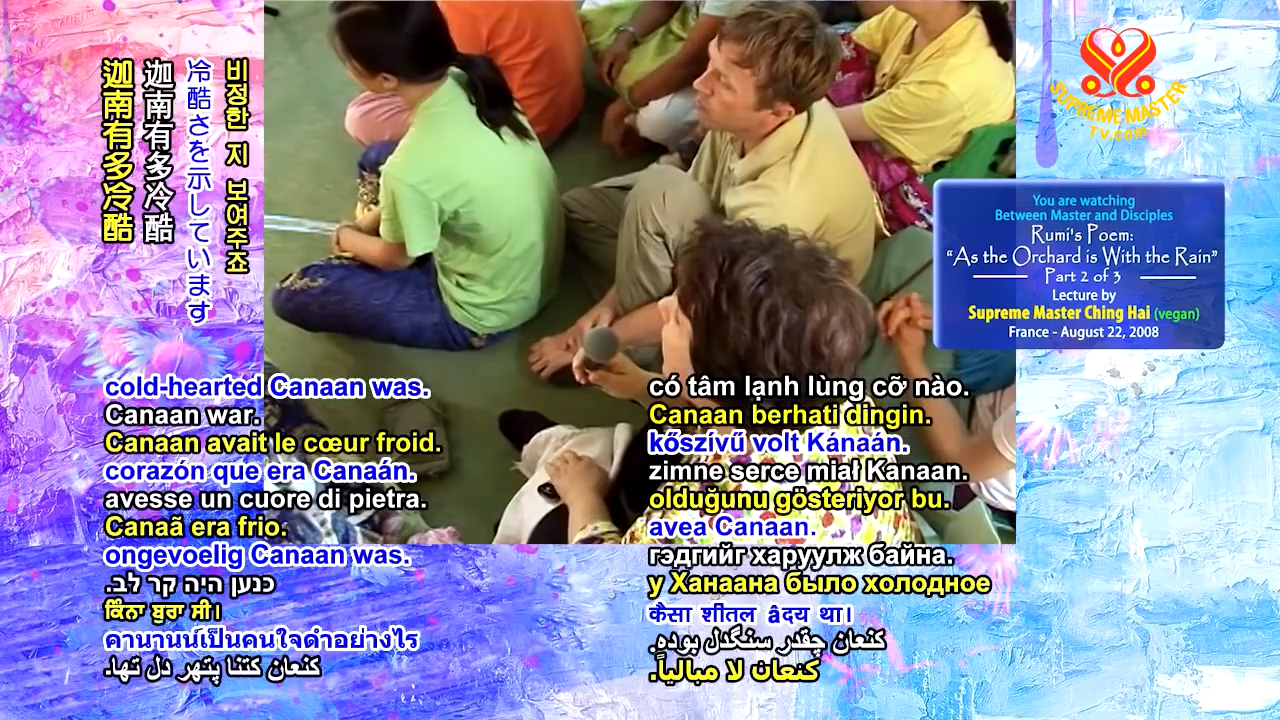 迦南有多冷酷
迦南有多冷酷
冷酷さを示しています
비정한 지 보여주죠
SUPREME MASTER
TV.com
You are watching
Between Master and Disciples
Rumi's Poem:
“As the Orchard is With the Rain”
Part 2 of 3
Lecture by
Supreme Master Ching Hai (vegan)
France - August 22, 2008
cold-hearted Canaan was.
Canaan war.
Canaan avait le cœur froid.
corazón que era Canaán.
avesse un cuore di pietra.
Canaã era frio.
ongevoelig Canaan was.
כנען היה קר לב.
ਕਿੰਨਾ ਬੁਰਾ ਸੀ।
คานานน์เป็นคนใจดำอย่างไร
کنعان کتنا پتھر دل تھا.
có tâm lạnh lùng cỡ nào.
Canaan berhati dingin.
kőszívű volt Kánaán.
zimne serce miał Kanaan.
olduğunu gösteriyor bu.
avea Canaan.
гэдгийг харуулж байна.
у Ханаана было холодное
कैसा शीतल âदय था।
کنعان چقدر سنگدل بوده.
كنعان لا مبالياً.